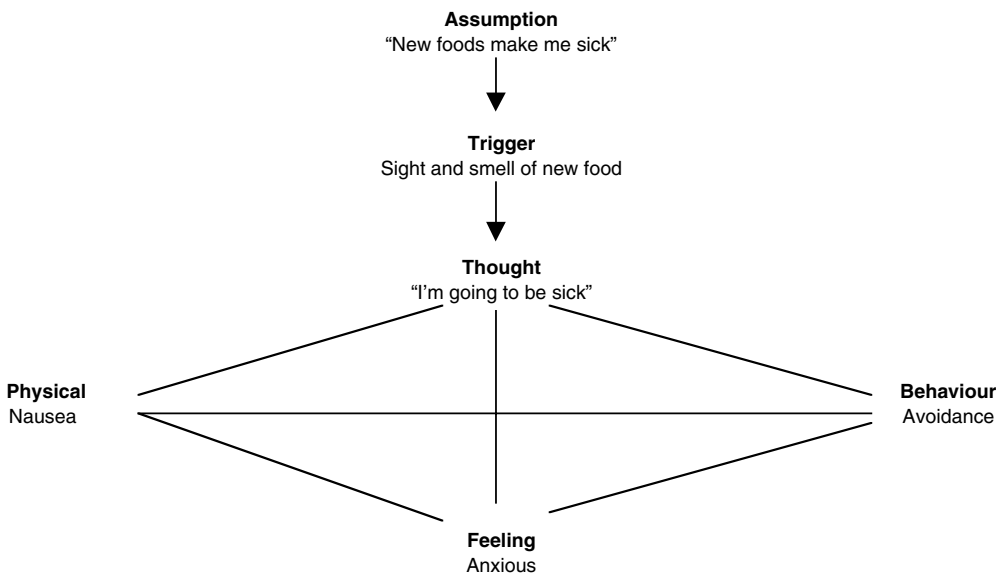 Assumption
“New foods make me sick”
Trigger
Sight and smell of new food
Thought
“I’m going to be sick”
Physical
Nausea
Behaviour
Avoidance
Feeling
Anxious